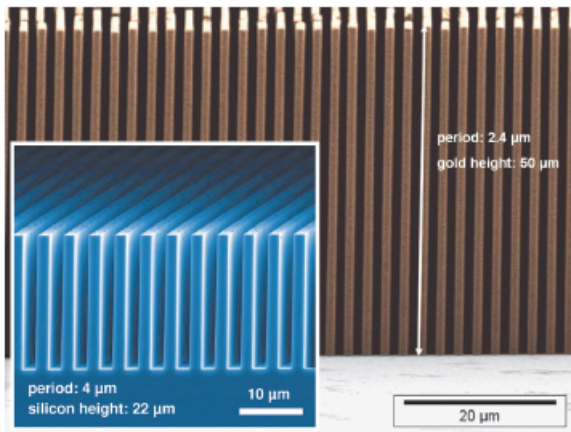 period: 2.4 µm
gold height: 50 µm
period: 4 µm
silicon height: 22 µm
10 µm
20 µm